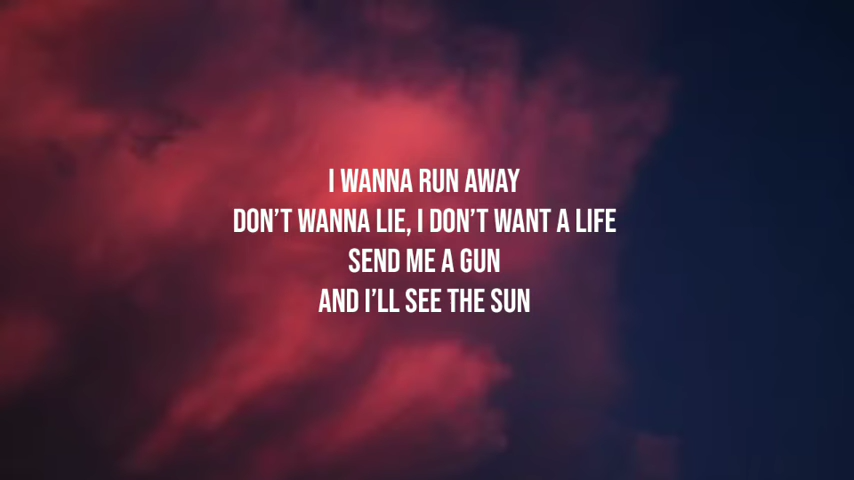 I WANNA RUN AWAY
DON'T WANNA LIE, I DON'T WANT A LIFE
SEND ME A GUN
AND I'LL SEE THE SUN